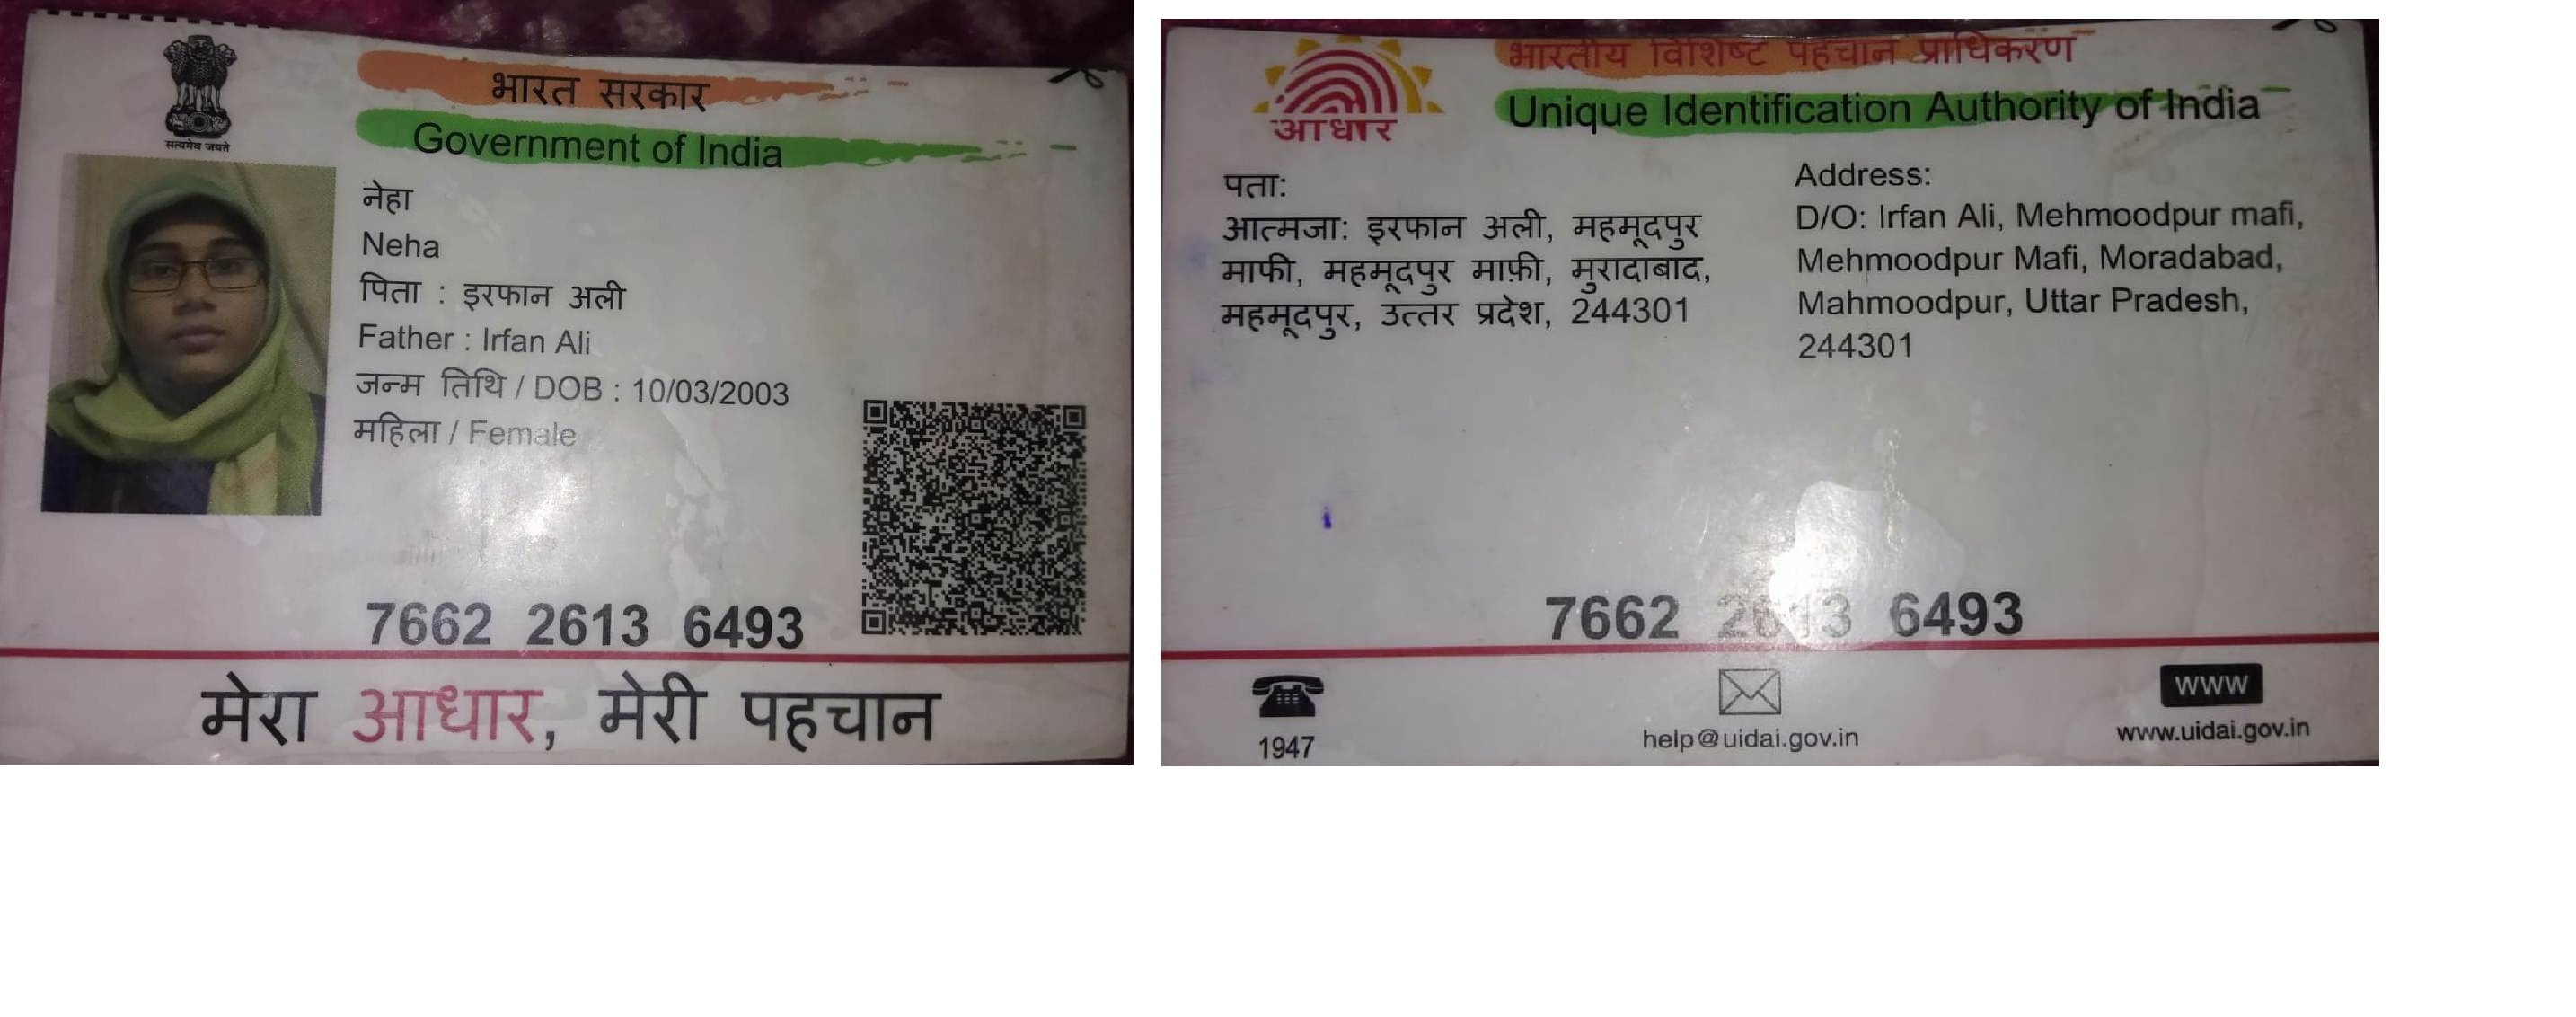 भारत सरकार
Government of India
सत्यमेव जयते
नेहा
Neha
पिता : इरफान अली
Father : Irfan Ali
जन्म तिथि / DOB : 10/03/2003
महिला / Female
7662 2613 6493
मेरा आधार, मेरी पहचान
भारतीय विशिष्ट पहचान प्राधिकरण
Unique Identification Authority of India
आधार
पता:
आत्मजा: इरफान अली, महमूदपुर
माफी, महमूदपुर माफ़ी, मुरादाबाद,
महमूदपुर, उत्तर प्रदेश, 244301
Address:
D/O: Irfan Ali, Mehmoodpur mafi,
Mehmoodpur Mafi, Moradabad,
Mahmoodpur, Uttar Pradesh,
244301
7662 2613 6493
1947
help@uidai.gov.in
www
www.uidai.gov.in